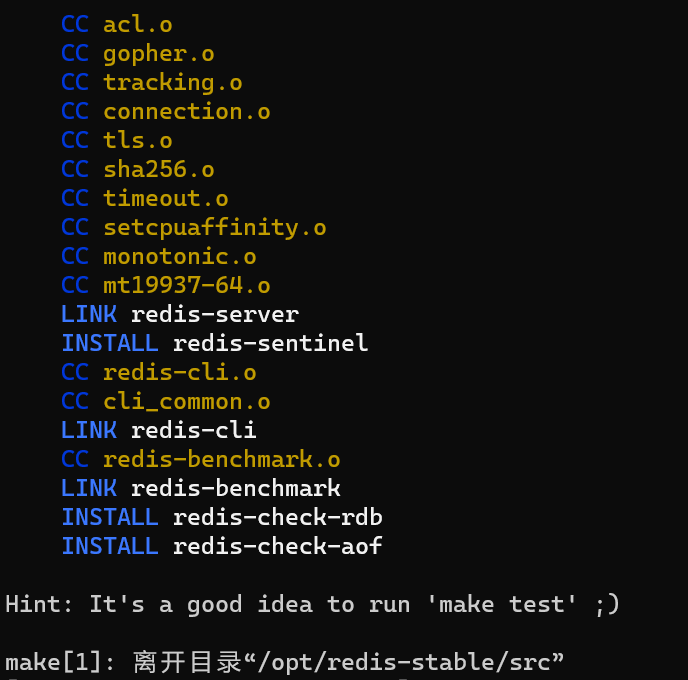 CC acl.o
CC gopher.o
CC tracking.o
CC connection.o
CC tls.o
CC sha256.o
CC timeout.o
CC setcpuaffinity.o
CC monotonic.o
CC mt19937-64.o
LINK redis-server
INSTALL redis-sentinel
CC redis-cli.o
CC cli_common.o
LINK redis-cli
CC redis-benchmark.o
LINK redis-benchmark
INSTALL redis-check-rdb
INSTALL redis-check-aof
Hint: It's a good idea to run 'make test' ;)
make[1]: 离开目录“/opt/redis-stable/src”